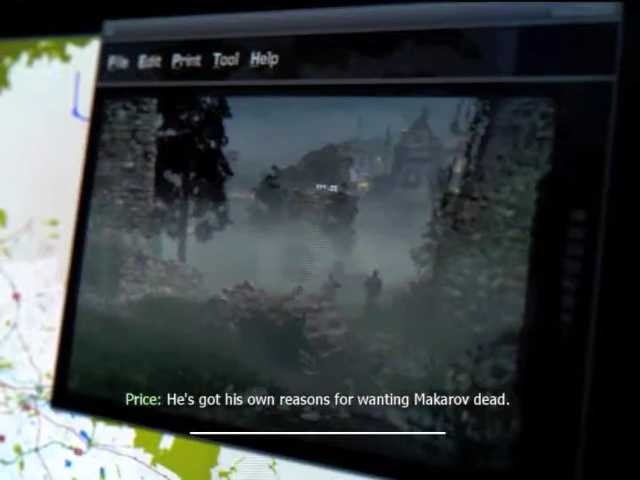 File Edit Print Tool Help
Price: He's got his own reasons for wanting Makarov dead.